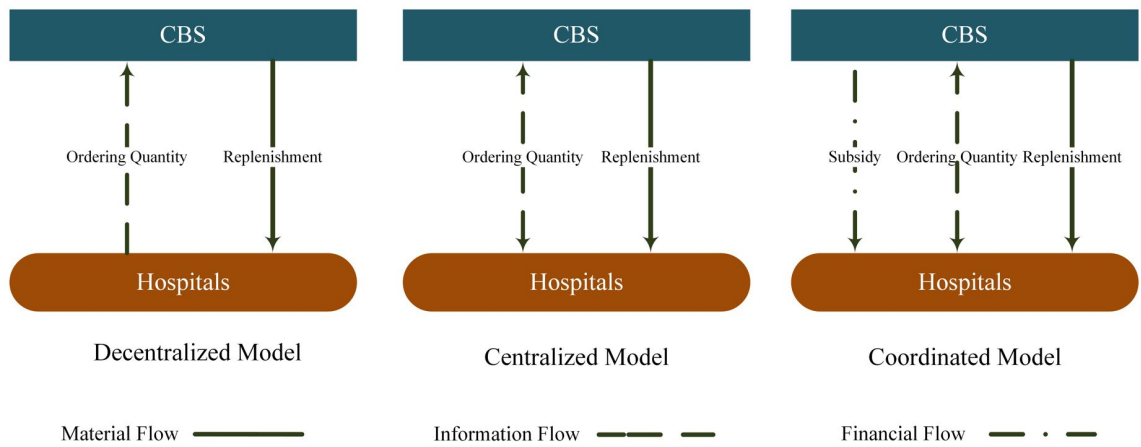 CBS
Ordering Quantity
Replenishment
Hospitals
Decentralized Model
CBS
Ordering Quantity
Replenishment
Hospitals
Centralized Model
CBS
Subsidy
Ordering Quantity
Replenishment
Hospitals
Coordinated Model
Material Flow
Information Flow
Financial Flow